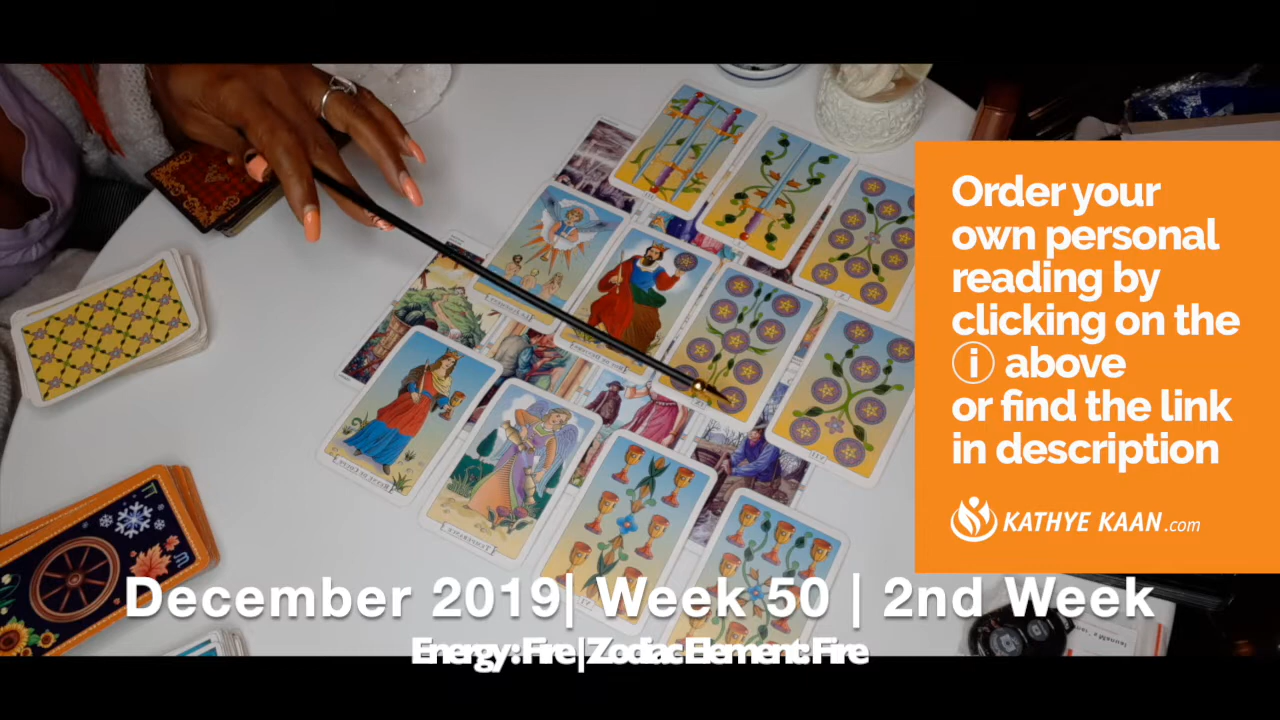 Order your
own personal
reading by
clicking on the
i above
or find the link
in description
KATHYE KAAN.com
December 2019| Week 50 | 2nd Week
Energy: Fire | Zodiac Element: Fire